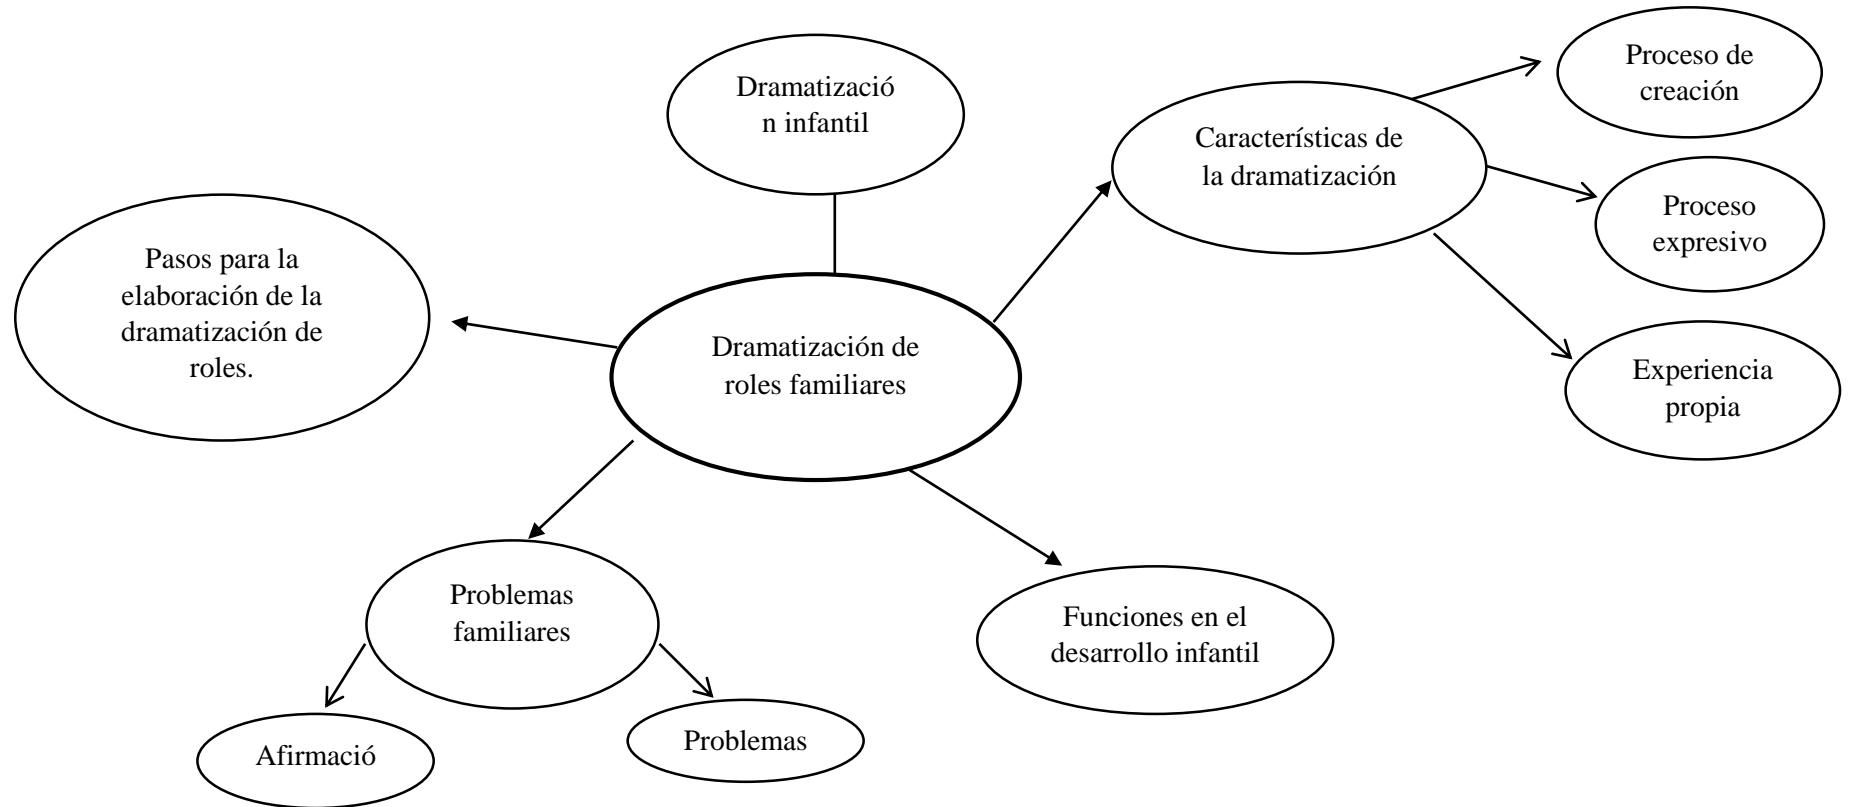 Dramatizació
n infantil
Proceso de
creación
Característícas de
la dramatización
Proceso
expresivo
Experiencia
propia
Pasos para la
elaboración de la
dramatización de
roles.
Dramatización de
roles familiares
Problemas
familiares
Funciones en el
desarrollo infantil
Afirmació
Problemas